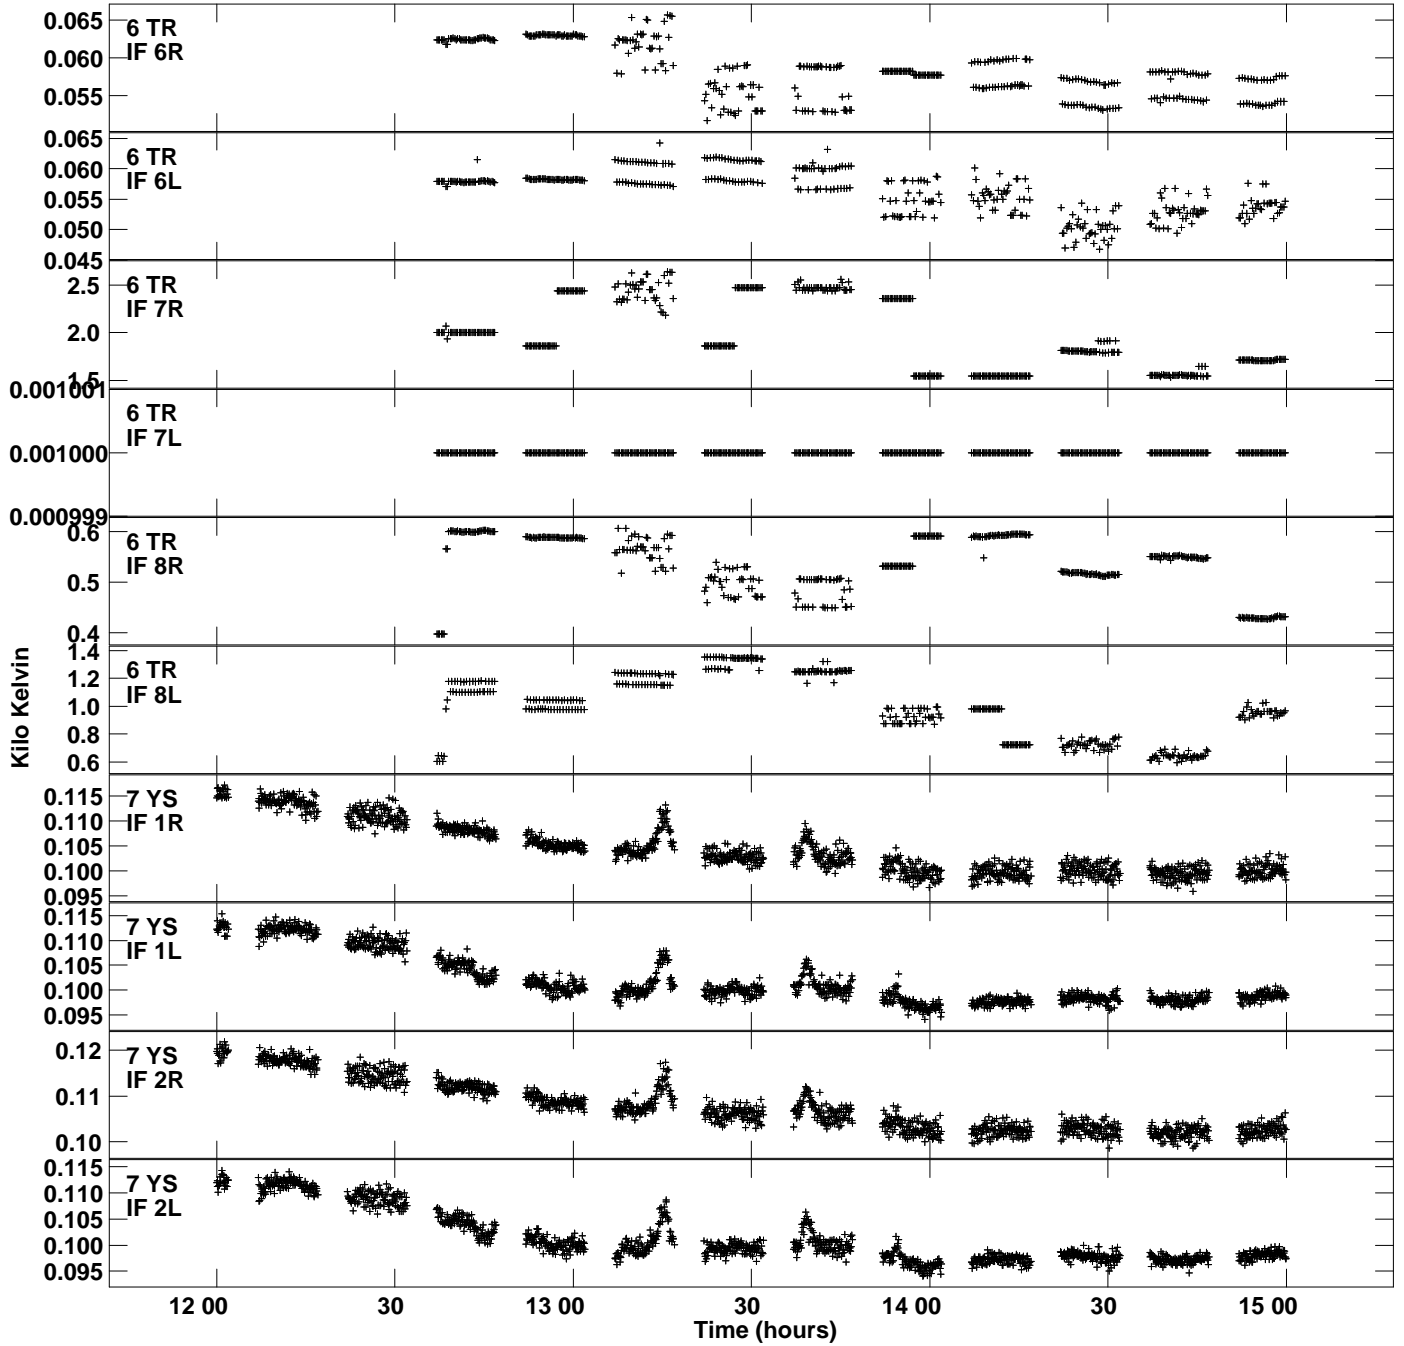 0.065
0.060
0.055
6 TR
IF 6R
0.065
0.060
0.055
0.050
0.045
6 TR
IF 6L
2.5
2.0
1.5
6 TR
IF 7R
0.001001
0.001000
0.000999
6 TR
IF 7L
0.6
0.5
0.4
6 TR
IF 8R
1.4
1.2
1.0
0.8
0.6
6 TR
IF 8L
0.115
0.110
0.105
0.100
0.095
7 YS
IF 1R
0.115
0.110
0.105
0.100
0.095
7 YS
IF 1L
0.12
0.11
0.10
7 YS
IF 2R
0.115
0.110
0.105
0.100
0.095
7 YS
IF 2L
Kilo Kelvin
12 00 30 13 00 30 14 00 30 15 00
Time (hours)